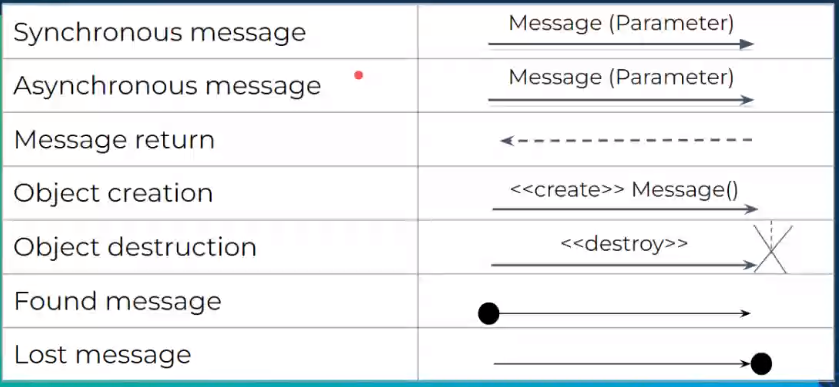 Synchronous message
Message (Parameter)
Asynchronous message
Message (Parameter)
Message return
Object creation
<<create>> Message()
Object destruction
<<destroy>>
Found message
Lost message